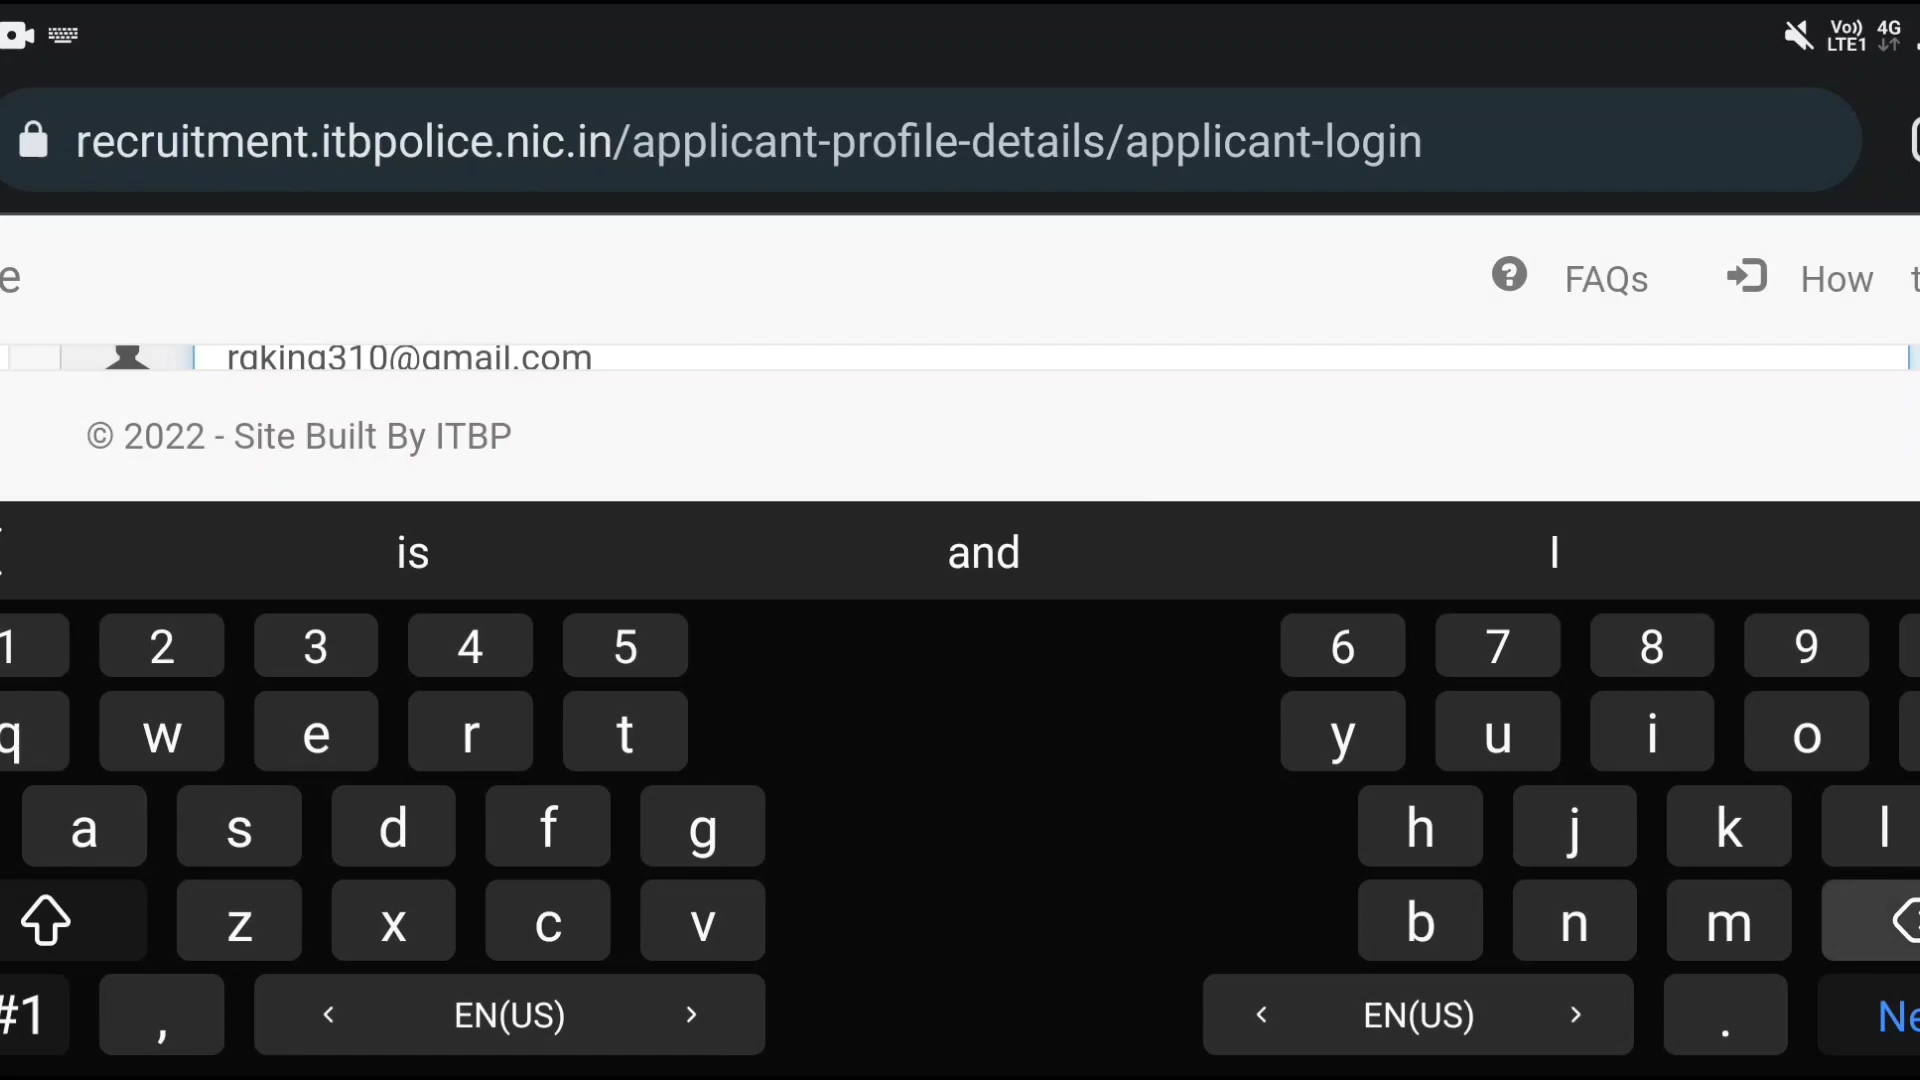 Vo)) 4G
LTE1
recruitment.itbpolice.nic.in/applicant-profile-details/applicant-login
e FAQs How t
rgking310@gmail.com
© 2022 - Site Built By ITBP
is and I
1 2 3 4 5 6 7 8 9
q w e r t y u i o
a s d f g h j k l
z x c v b n m
#1 , < EN(US) > < EN(US) > . Ne